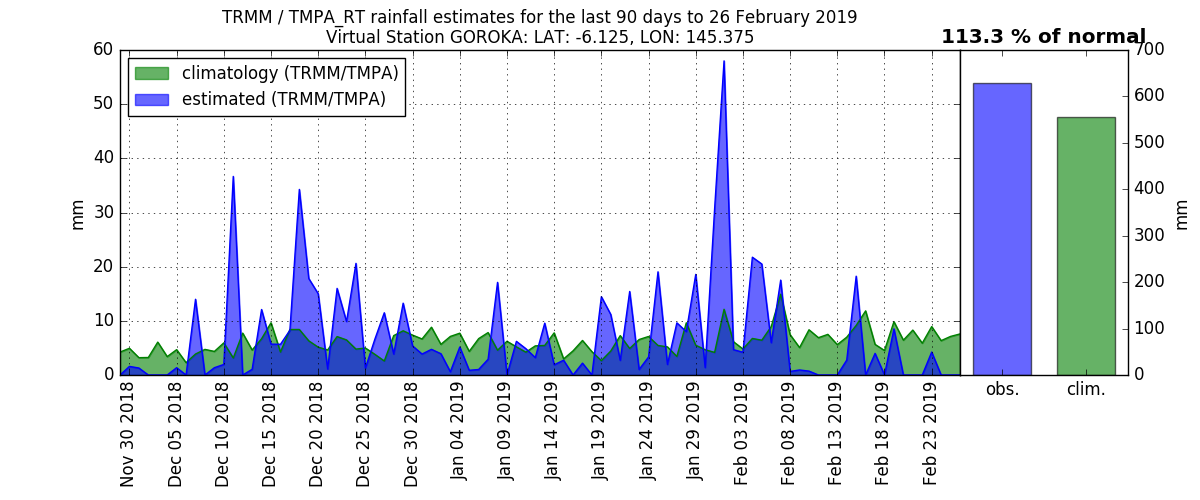 TRMM / TMPA_RT rainfall estimates for the last 90 days to 26 February 2019
Virtual Station GOROKA: LAT: -6.125, LON: 145.375
113.3 % of normal
climatology (TRMM/TMPA)
estimated (TRMM/TMPA)
60
50
40
30
20
10
0
mm
700
600
500
400
300
200
100
0
mm
obs.
clim.
Nov 30 2018
Dec 05 2018
Dec 10 2018
Dec 15 2018
Dec 20 2018
Dec 25 2018
Dec 30 2018
Jan 04 2019
Jan 09 2019
Jan 14 2019
Jan 19 2019
Jan 24 2019
Jan 29 2019
Feb 03 2019
Feb 08 2019
Feb 13 2019
Feb 18 2019
Feb 23 2019